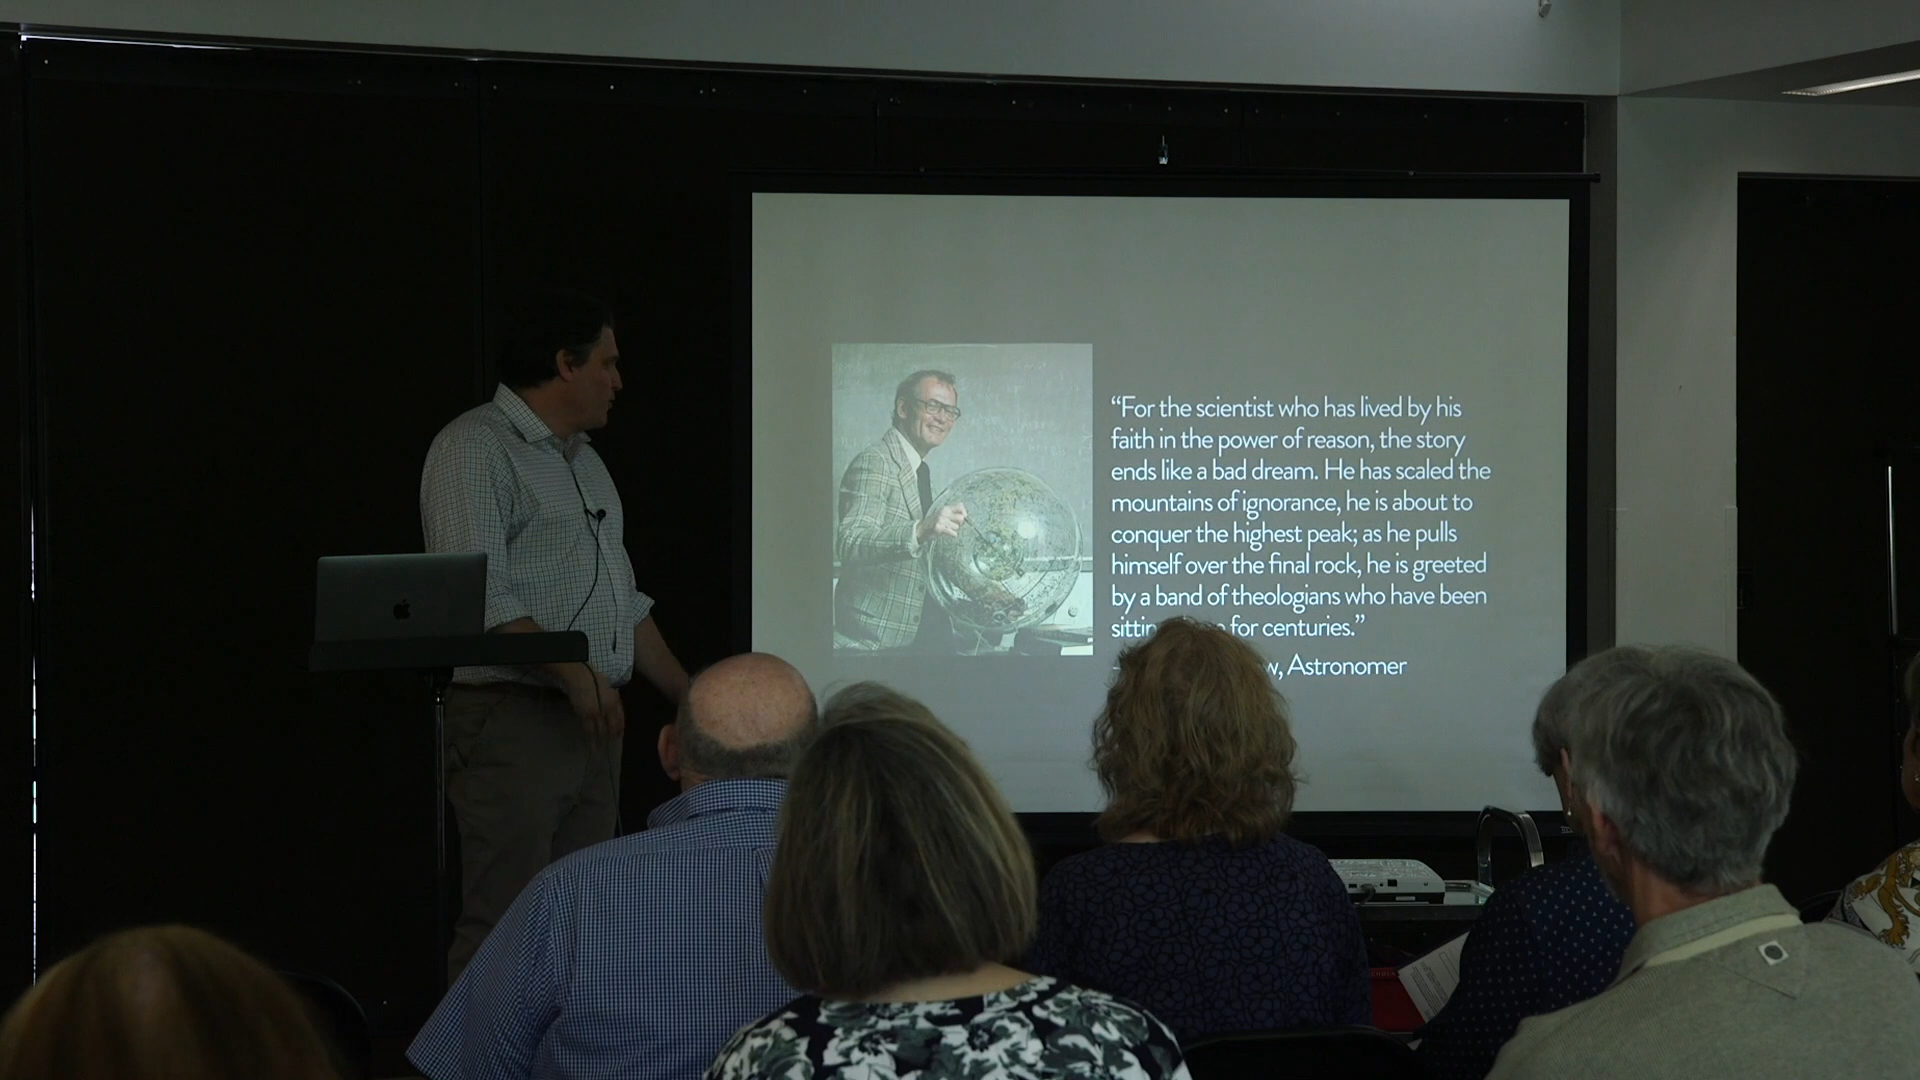 “For the scientist who has lived by his
faith in the power of reason, the story
ends like a bad dream. He has scaled the
mountains of ignorance, he is about to
conquer the highest peak; as he pulls
himself over the final rock, he is greeted
by a band of theologians who have been
for centuries.”
Astronomer